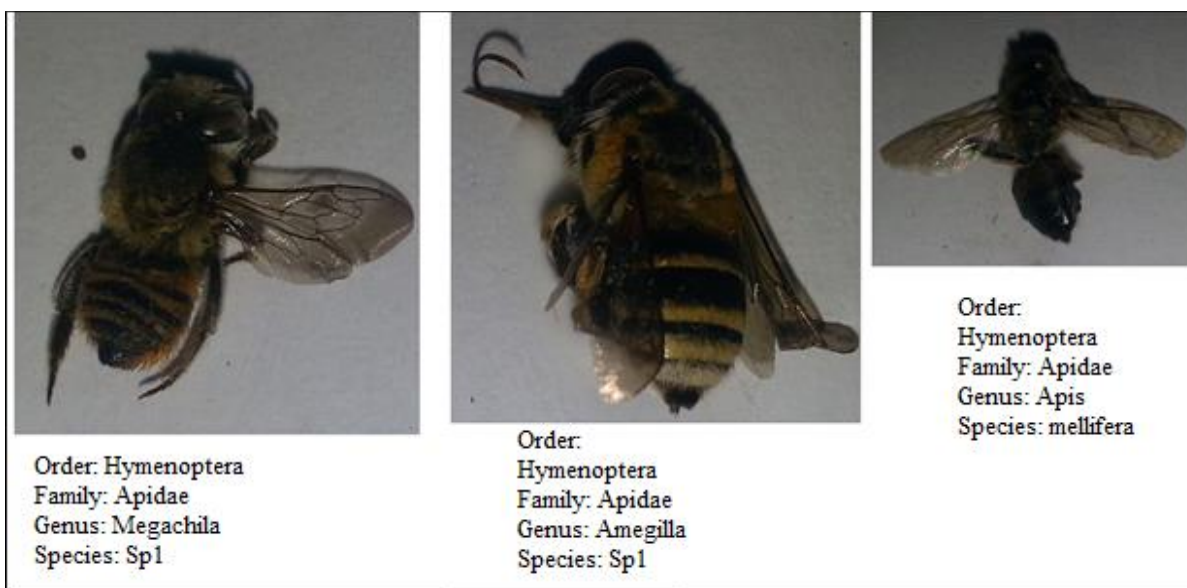 Order: Hymenoptera
Family: Apidae
Genus: Megachila
Species: Sp1
Order:
Hymenoptera
Family: Apidae
Genus: Amegilla
Species: Sp1
Order:
Hymenoptera
Family: Apidae
Genus: Apis
Species: mellifera